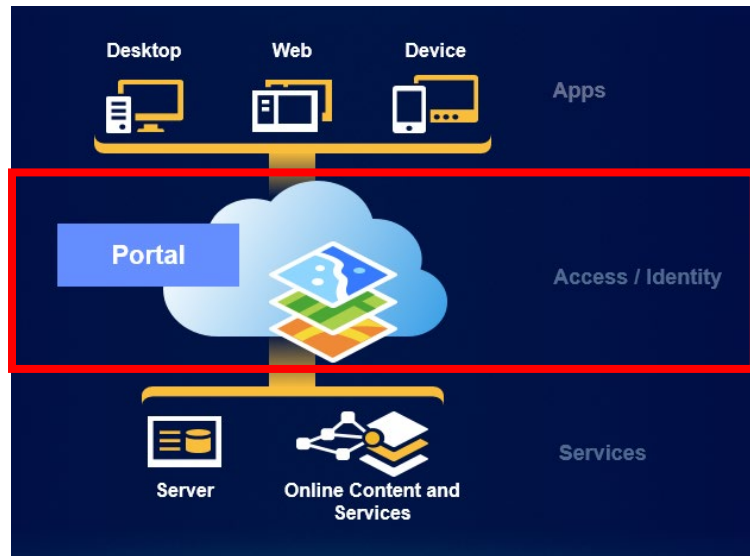 Desktop
Web
Device
Apps
Portal
Access / Identity
Services
Server
Online Content and
Services